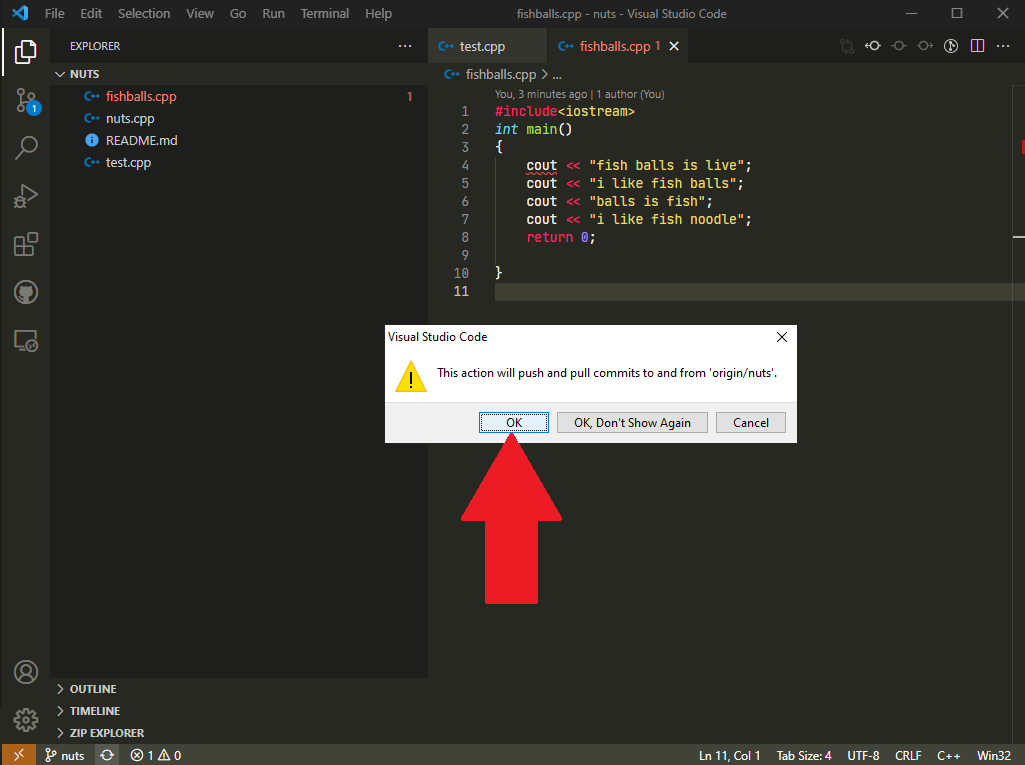 File Edit Selection View Go Run Terminal Help fishballs.cpp - nuts - Visual Studio Code
EXPLORER
NUTS
fishballs.cpp 1
nuts.cpp
README.md
test.cpp
1
test.cpp
fishballs.cpp 1
fishballs.cpp > ...
You, 3 minutes ago | 1 author (You)
1 #include<iostream>
2 int main()
3 {
4 cout << "fish balls is live";
5 cout << "i like fish balls";
6 cout << "balls is fish";
7 cout << "i like fish noodle";
8 return 0;
9
10 }
11
Visual Studio Code
This action will push and pull commits to and from 'origin/nuts'.
OK OK, Don't Show Again Cancel
OUTLINE
TIMELINE
ZIP EXPLORER
nuts 1 0 Ln 11, Col 1 Tab Size: 4 UTF-8 CRLF C++ Win32